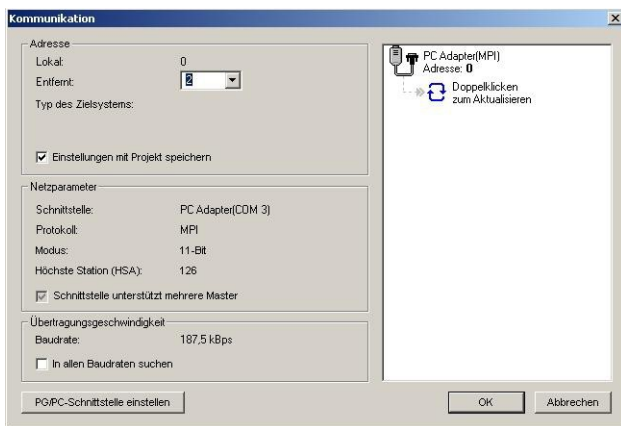 Kommunikation
Adresse
Lokal: 0
Entfernt: 2
Typ des Zielsystems:
Einstellungen mit Projekt speichern
Netzparameter
Schnittstelle: PC Adapter(COM 3)
Protokoll: MPI
Modus: 11-Bit
Höchste Station (HSA): 126
Schnittstelle unterstützt mehrere Master
Übertragungsgeschwindigkeit
Baudrate: 187,5 kBps
In allen Baudraten suchen
PG/PC-Schnittstelle einstellen
PC Adapter(MPI)
Adresse: 0
Doppelklicken
zum Aktualisieren
OK
Abbrechen